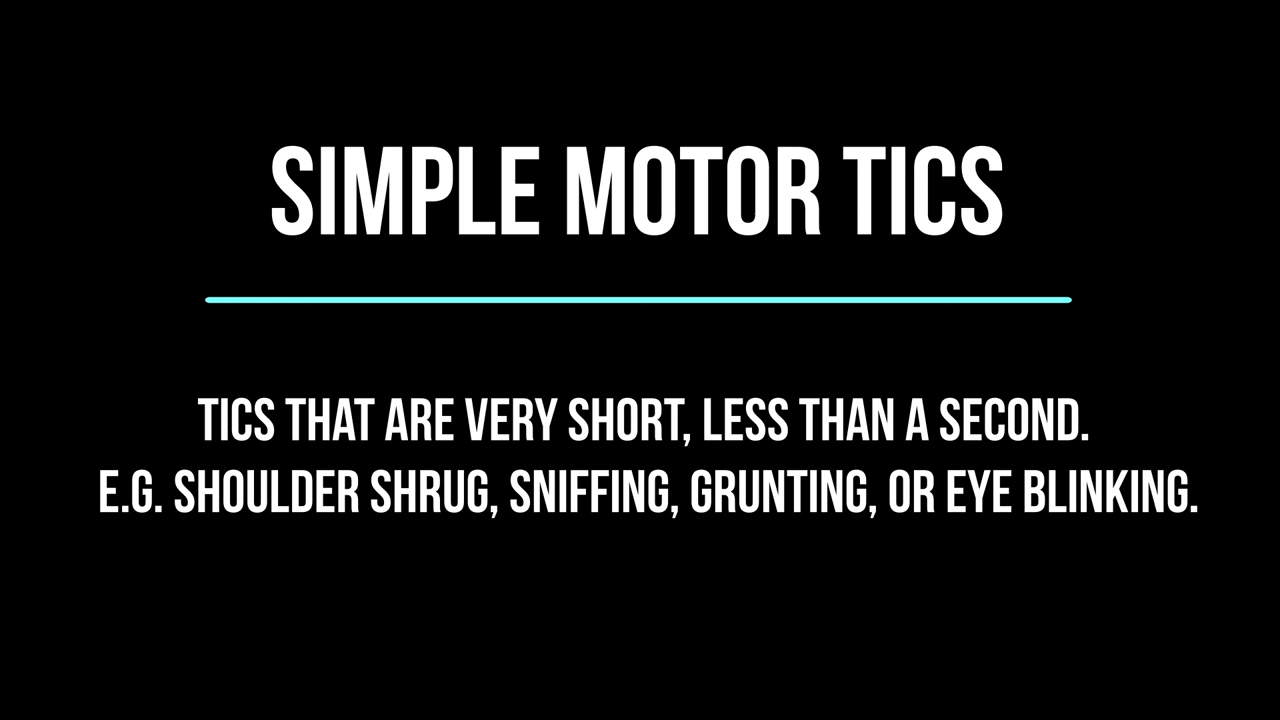 SIMPLE MOTOR TICS
TICS THAT ARE VERY SHORT, LESS THAN A SECOND.
E.G. SHOULDER SHRUG, SNIFFING, GRUNTING, OR EYE BLINKING.